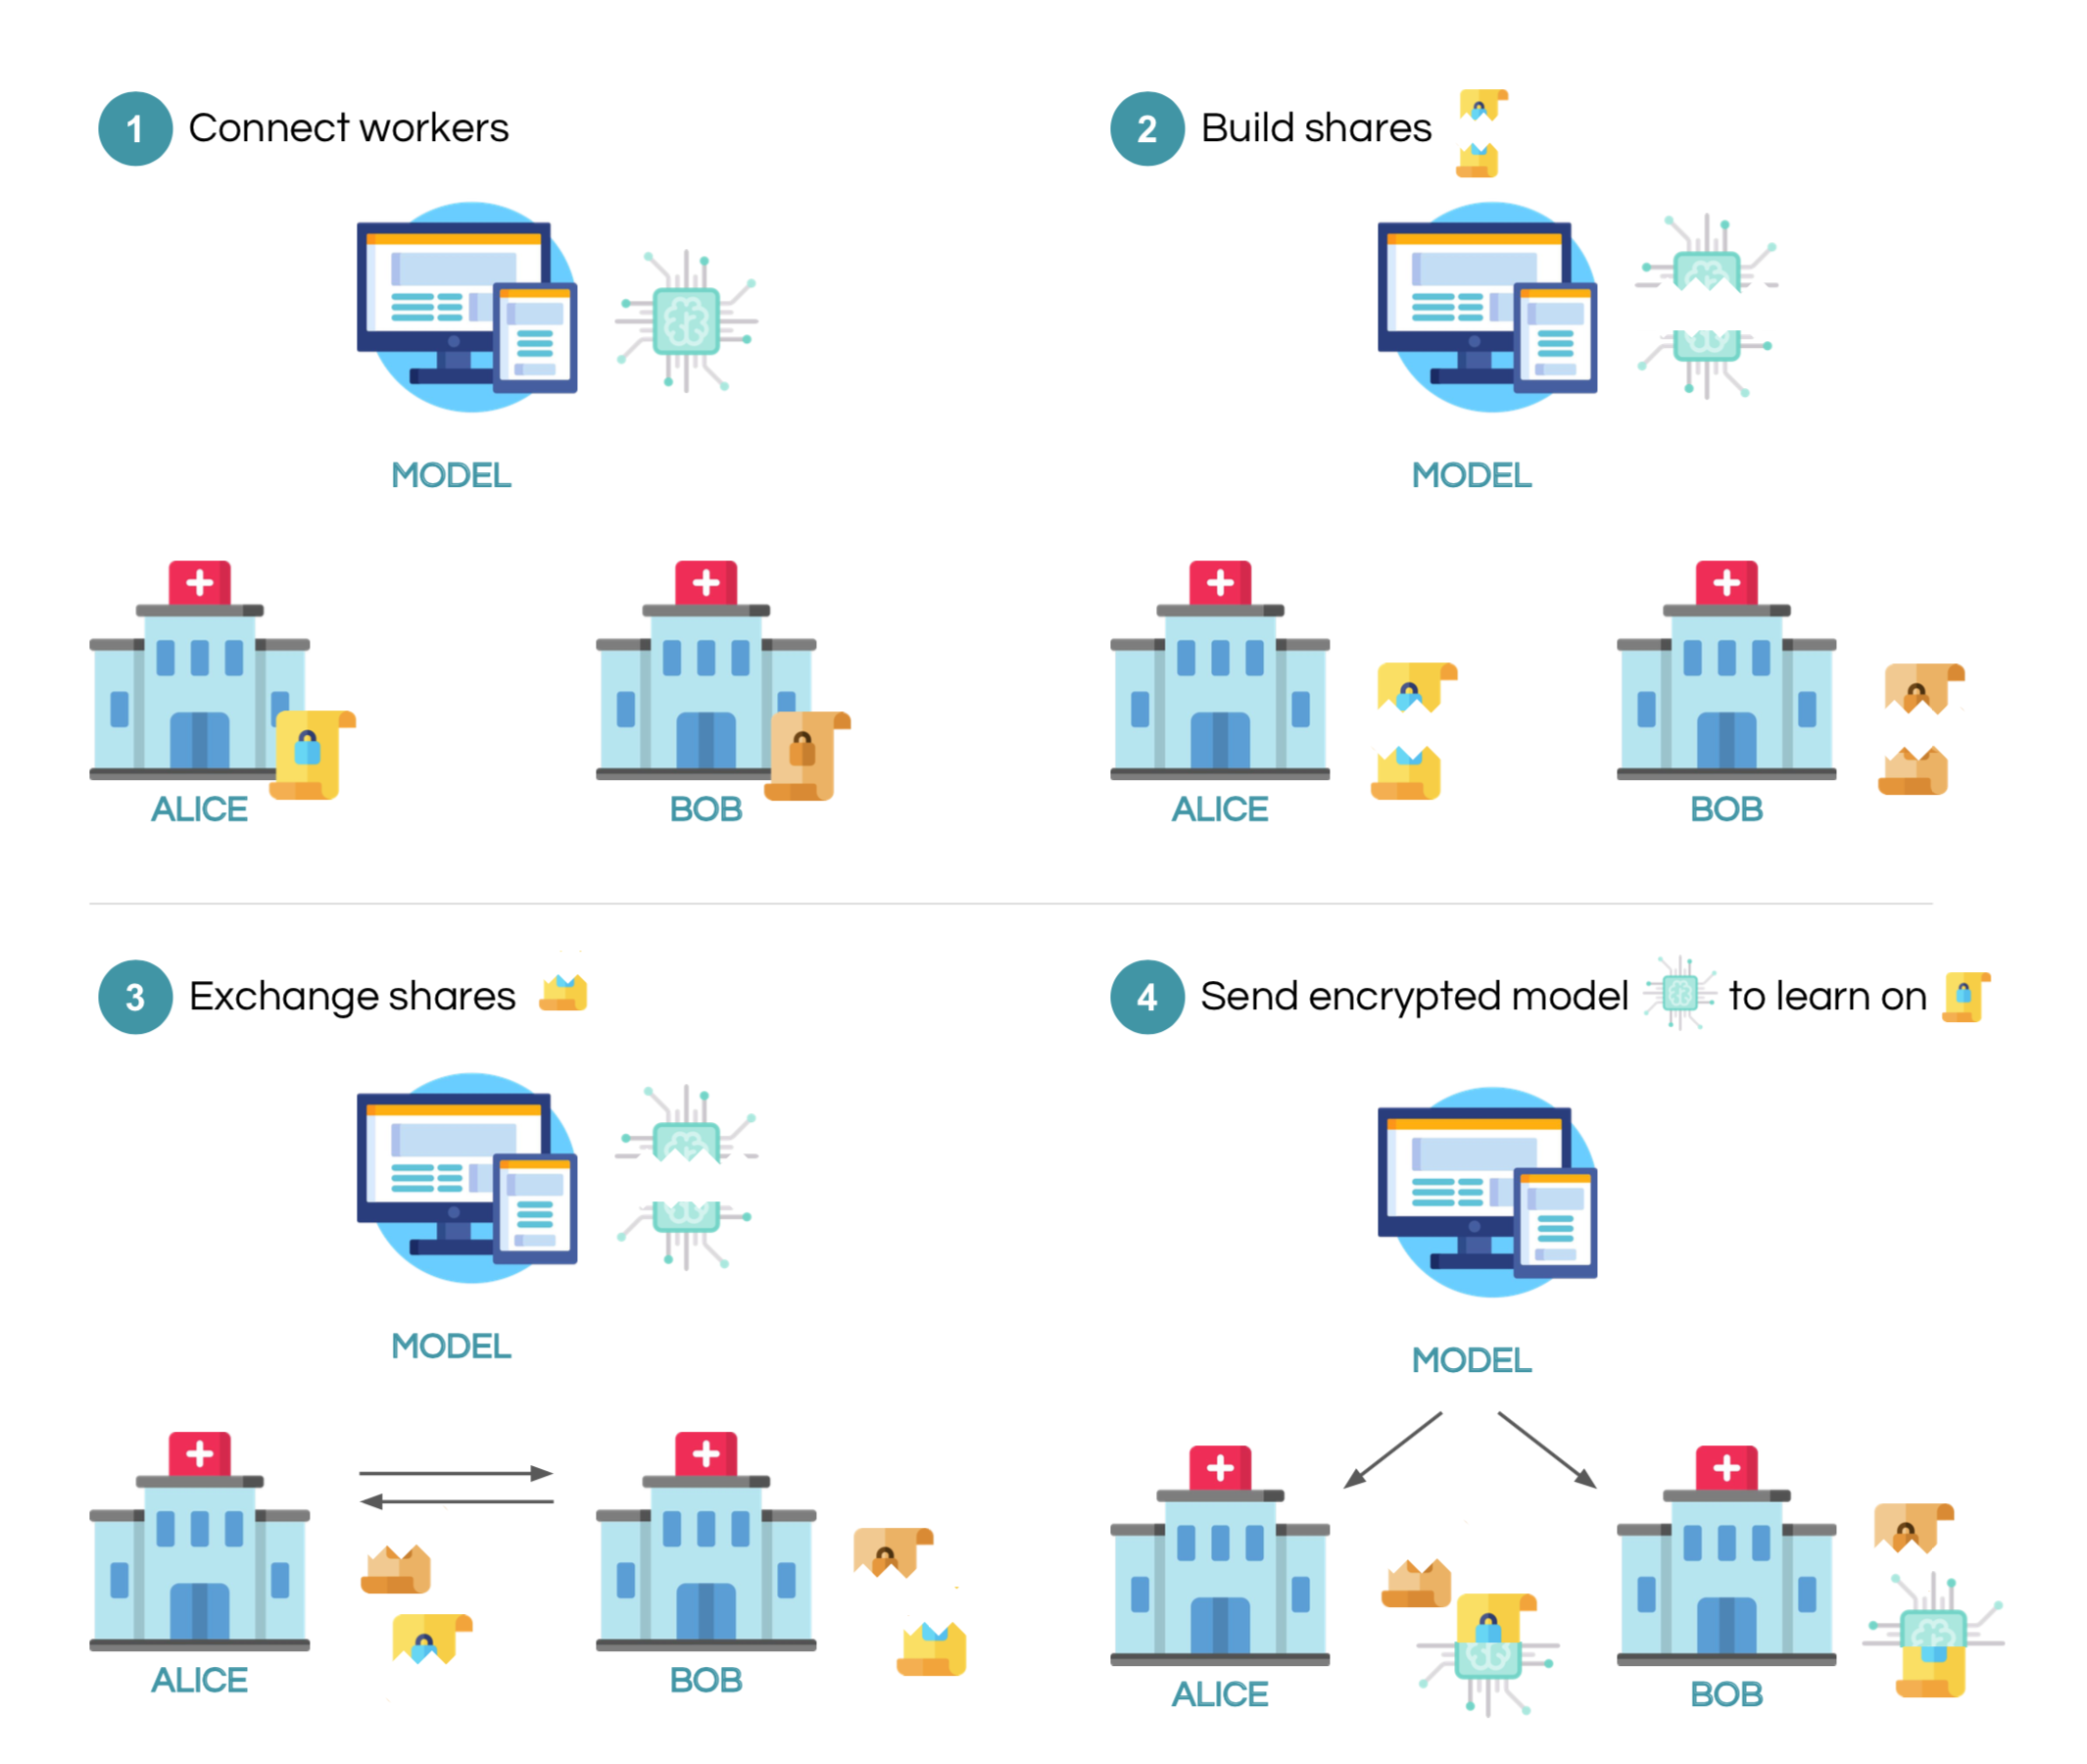 1 Connect workers
MODEL
ALICE
BOB
2 Build shares
MODEL
ALICE
BOB
3 Exchange shares
MODEL
ALICE
BOB
4 Send encrypted model to learn on
MODEL
ALICE
BOB